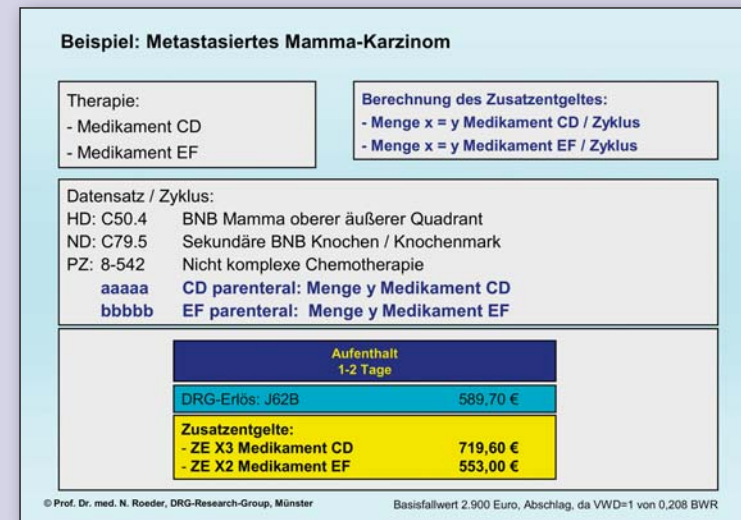 Beispiel: Metastasiertes Mamma-Karzinom
Therapie:
- Medikament CD
- Medikament EF
Berechnung des Zusatzentgeltes:
- Menge x = y Medikament CD / Zyklus
- Menge x = y Medikament EF / Zyklus
Datensatz / Zyklus:
HD: C50.4 BNB Mamma oberer äußerer Quadrant
ND: C79.5 Sekundäre BNB Knochen / Knochenmark
PZ: 8-542 Nicht komplexe Chemotherapie
aaaaa CD parenteral: Menge y Medikament CD
bbbbb EF parenteral: Menge y Medikament EF
Aufenthalt
1-2 Tage
DRG-Erlös: J62B 589,70 €
Zusatzentgelte:
- ZE X3 Medikament CD 719,60 €
- ZE X2 Medikament EF 553,00 €
© Prof. Dr. med. N. Roeder, DRG-Research-Group, Münster Basisfallwert 2.900 Euro, Abschlag, da VWD=1 von 0,208 BWR